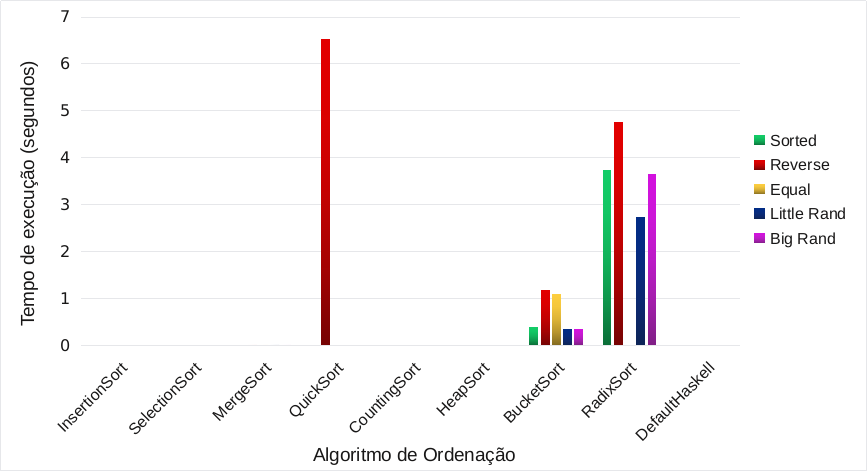 7
6
5
4
3
2
1
0
Tempo de execução (segundos)
InsertionSort
SelectionSort
MergeSort
QuickSort
CountingSort
HeapSort
BucketSort
RadixSort
DefaultHaskell
Algoritmo de Ordenação
Sorted
Reverse
Equal
Little Rand
Big Rand